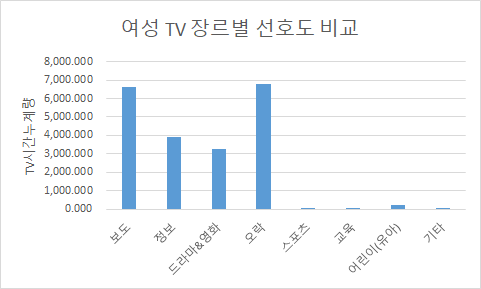 여성 TV 장르별 선호도 비교
TV시간누계량
8,000.000
7,000.000
6,000.000
5,000.000
4,000.000
3,000.000
2,000.000
1,000.000
0.000
보도
정보
드라마&영화
오락
스포츠
교육
어린이(유아)
기타